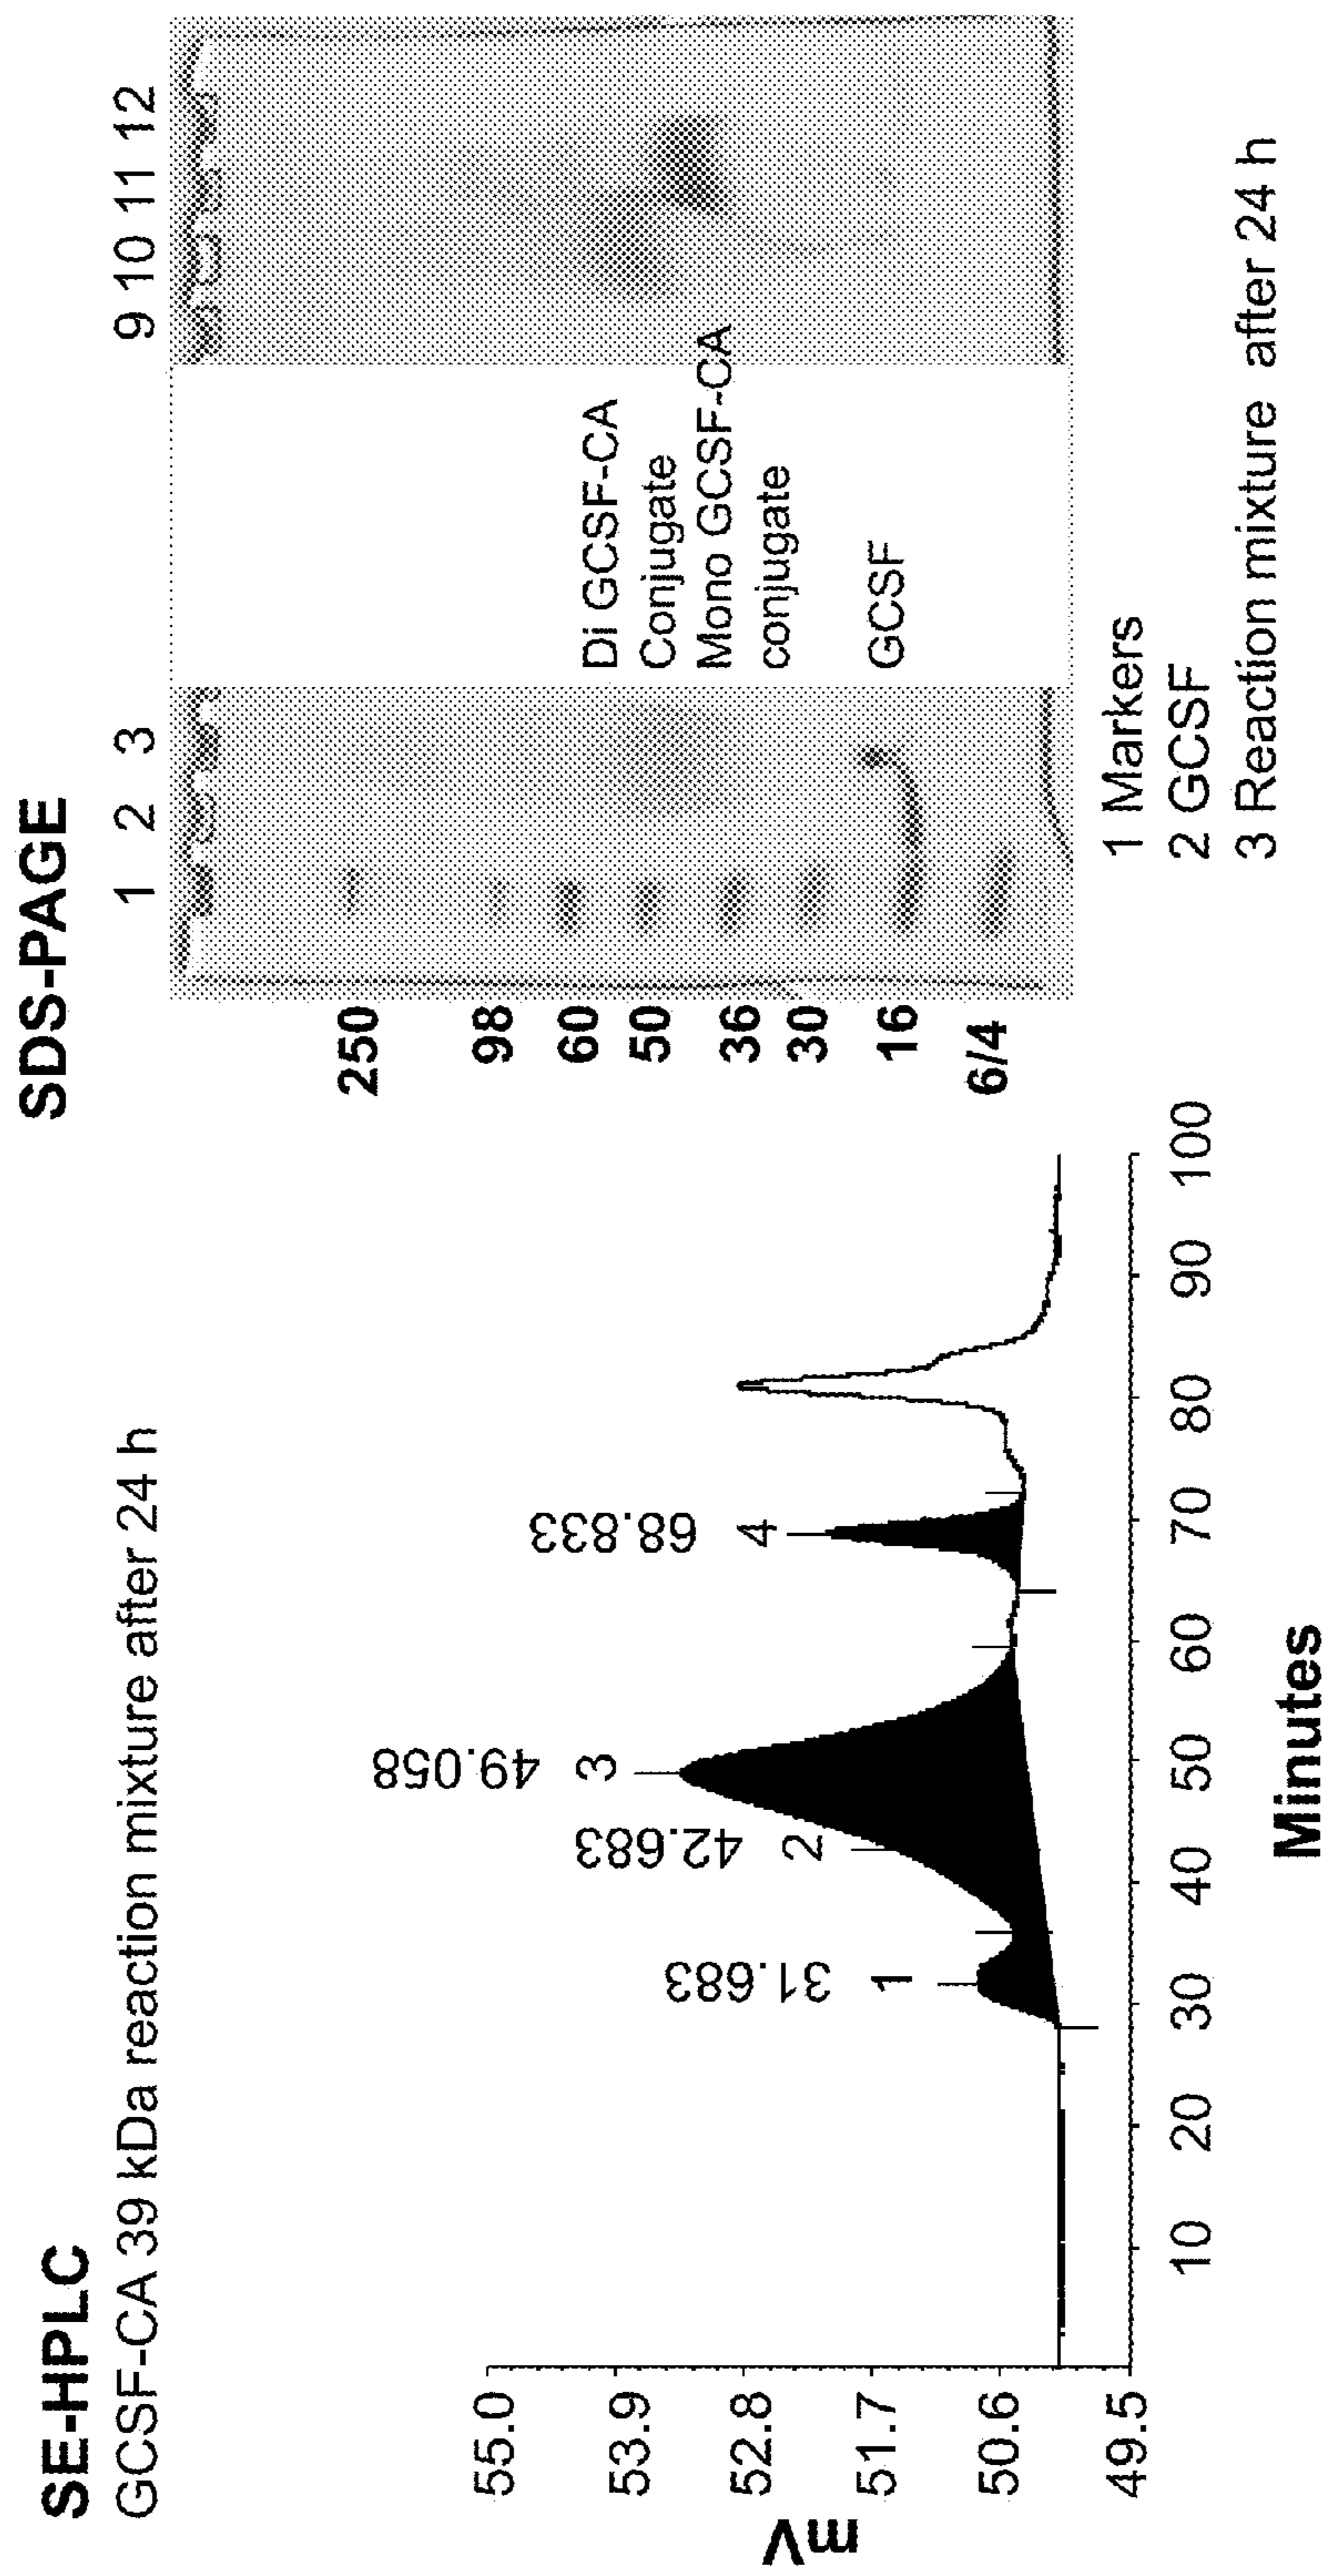 SE-HPLC
GCSF-CA 39 kDa reaction mixture after 24 h
mV
55.0
53.9
52.8
51.7
50.6
49.5
31.683
1
42.683
2
49.058
3
68.833
4
10 20 30 40 50 60 70 80 90 100
Minutes
SDS-PAGE
1 2 3 9 10 11 12
250
98
60
50
36
30
16
6/4
Di GCSF-CA
Conjugate
Mono GCSF-CA
conjugate
GCSF
1 Markers
2 GCSF
3 Reaction mixture after 24 h